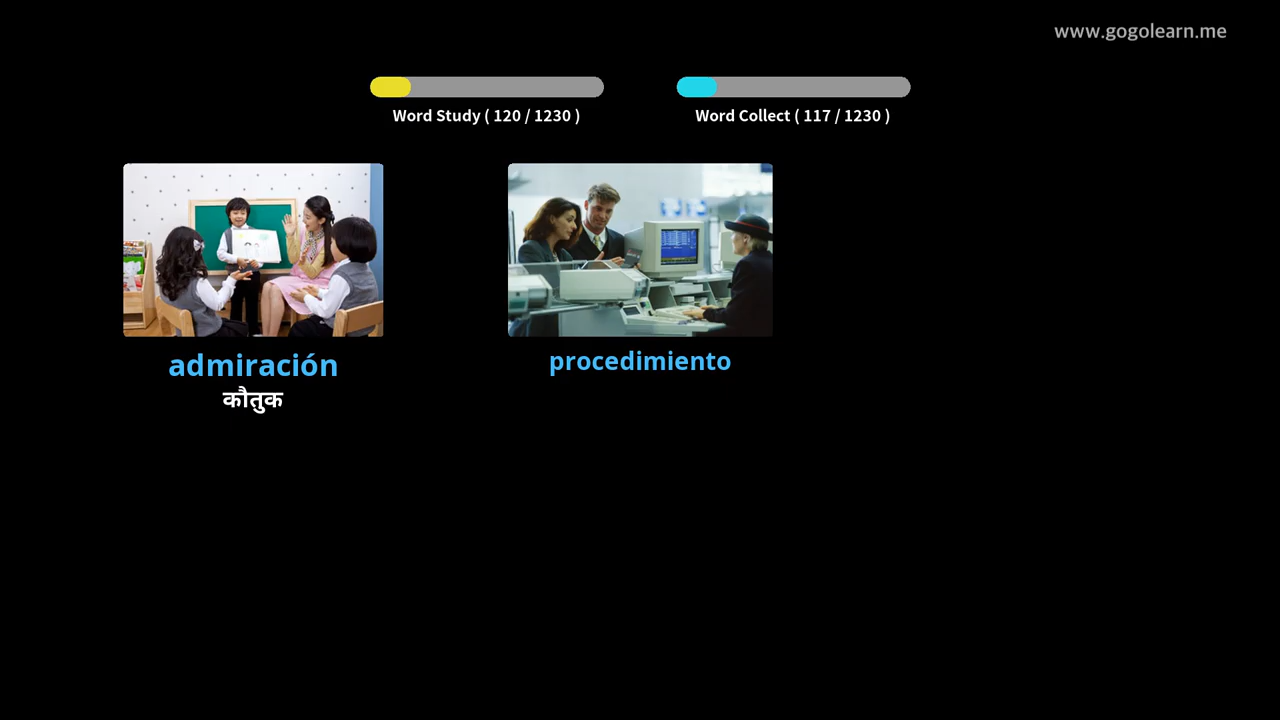 www.gogolearn.me
Word Study ( 120 / 1230 )
Word Collect ( 117 / 1230 )
admiración
procedimiento
कौतुक